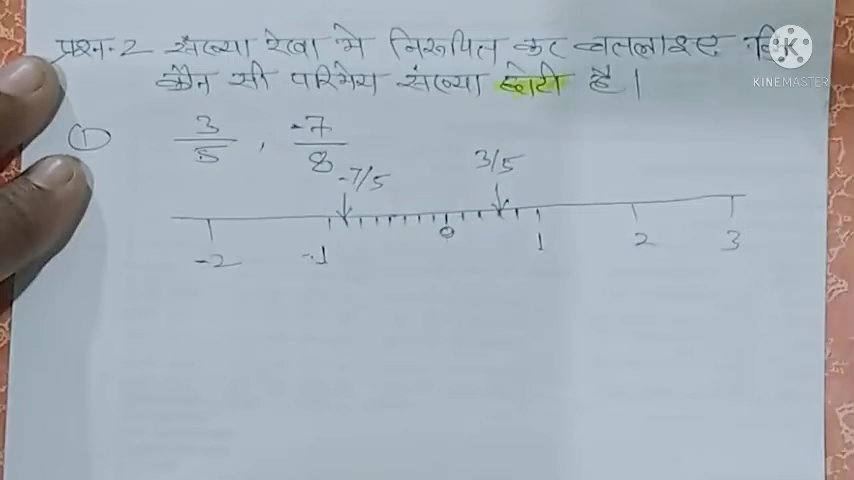 प्रश्न-2 संख्या रेखा मे निरूपित कर बतलाइए कि
कौन सी परिमेय संख्या छोटी है।
① 3/5 , -7/8
-7/5 3/5
-2 -1 0 1 2 3
K
KINEMASTER